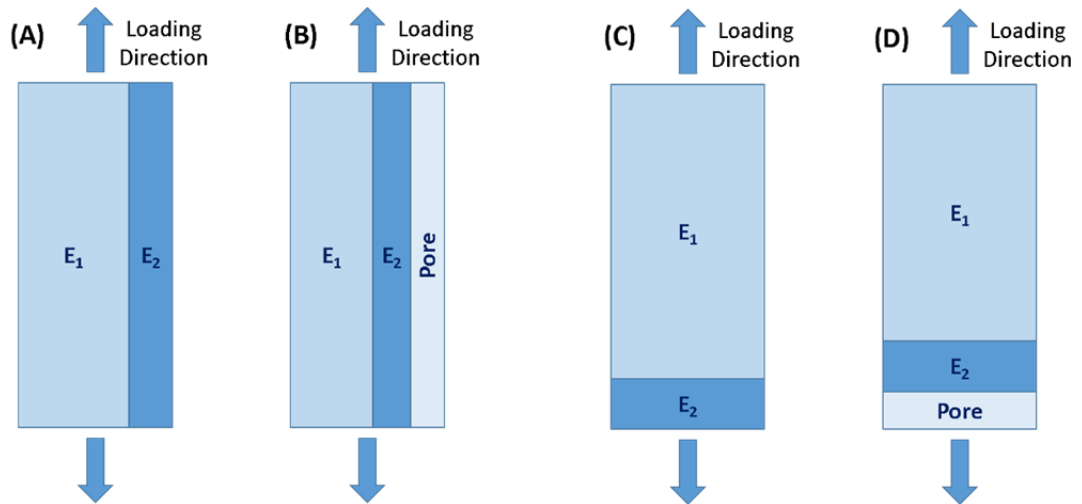 (A)
Loading
Direction
E₁
E₂
(B)
Loading
Direction
E₁
E₂
Pore
(C)
Loading
Direction
E₁
E₂
(D)
Loading
Direction
E₁
E₂
Pore